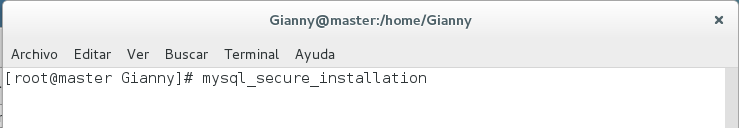 Gianny@master:/home/Gianny
Archivo Editar Ver Buscar Terminal Ayuda
[root@master Gianny]# mysql_secure_installation